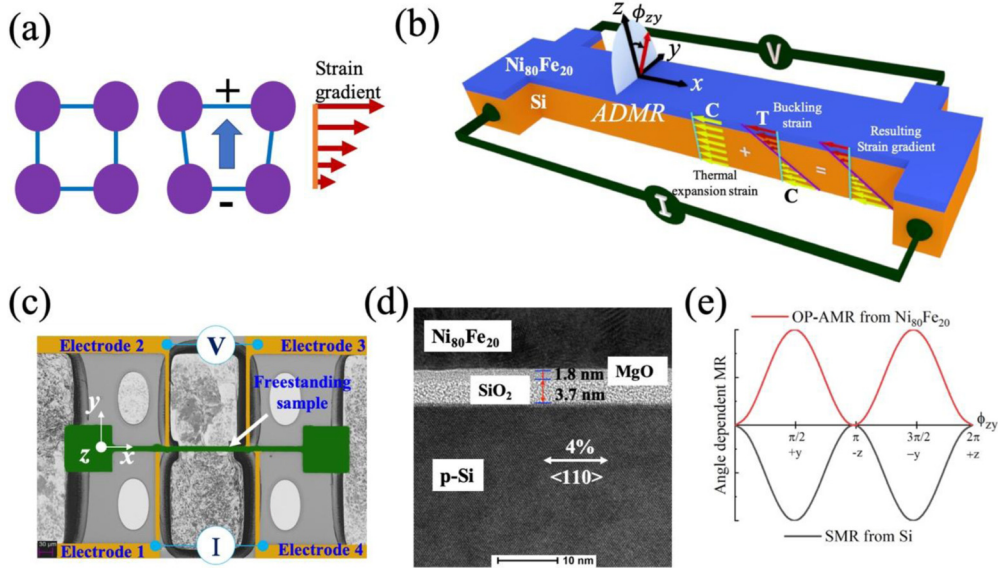 (a)
+
-
Strain
gradient
(b)
z
ϕzy
y
x
V
Ni80Fe20
Si
ADMR
C
+
T
Buckling
strain
C
=
Resulting
Strain gradient
Thermal
expansion strain
I
(c)
Electrode 2
V
Electrode 3
Freestanding
sample
y
z
x
Electrode 1
I
Electrode 4
30 µm
(d)
Ni80Fe20
1.8 nm
MgO
SiO2
3.7 nm
4%
<110>
p-Si
10 nm
(e)
OP-AMR from Ni80Fe20
Angle dependent MR
ϕzy
π/2
π
3π/2
2π
+y
-z
−y
+z
SMR from Si